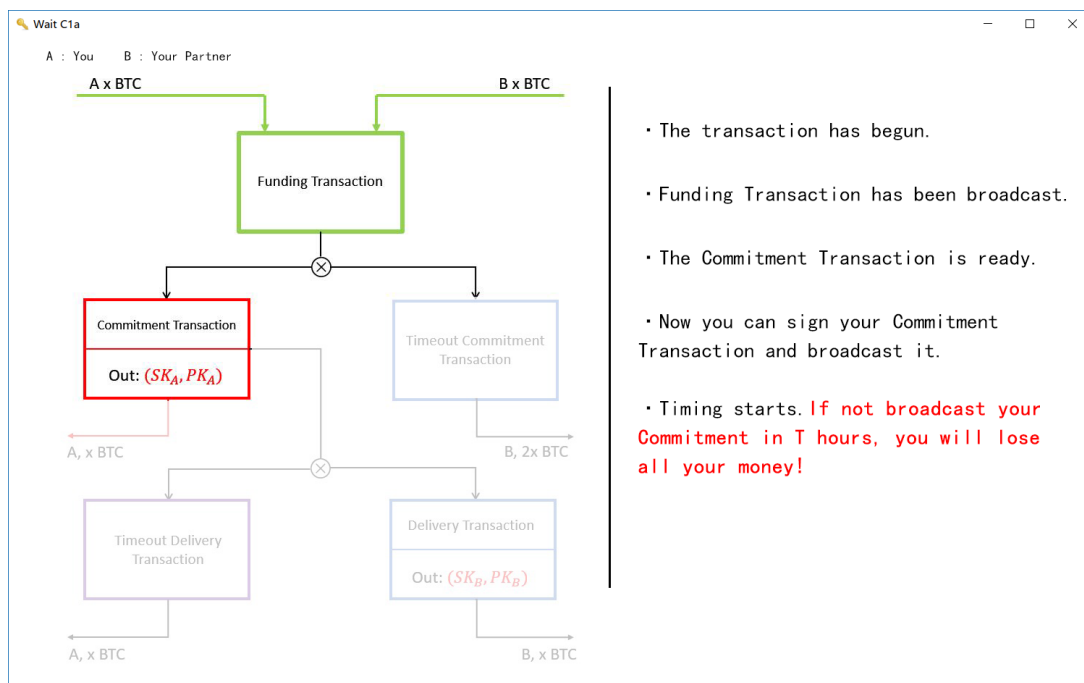 Wait C1a
A : You    B : Your Partner
A x BTC
B x BTC
Funding Transaction
Commitment Transaction
Out: (SK_A, PK_A)
Timeout Commitment
Transaction
A, x BTC
B, 2x BTC
Timeout Delivery
Transaction
Delivery Transaction
Out: (SK_B, PK_B)
A, x BTC
B, x BTC
・The transaction has begun.
・Funding Transaction has been broadcast.
・The Commitment Transaction is ready.
・Now you can sign your Commitment
Transaction and broadcast it.
・Timing starts.If not broadcast your
Commitment in T hours, you will lose
all your money!